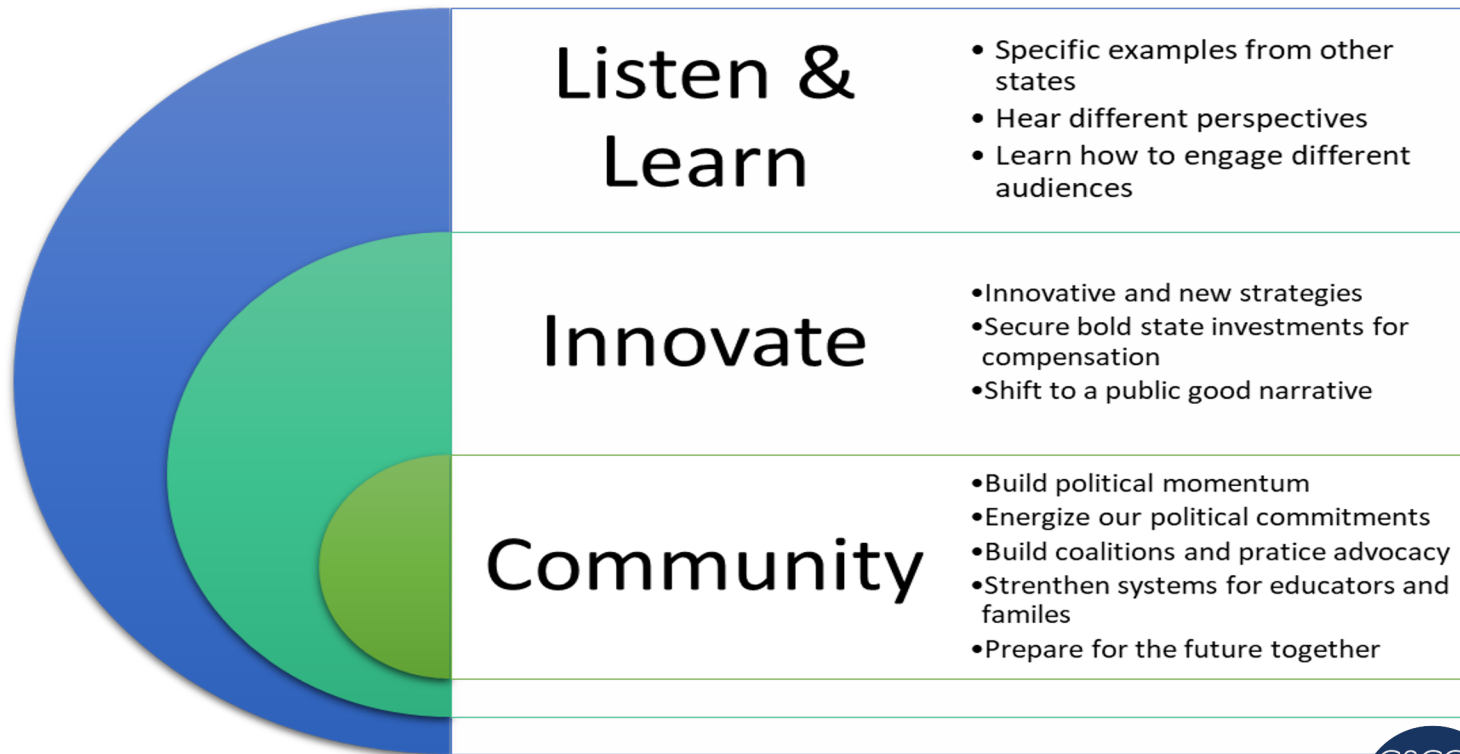 Listen &
Learn
• Specific examples from other
states
• Hear different perspectives
• Learn how to engage different
audiences
Innovate
•Innovative and new strategies
•Secure bold state investments for
compensation
•Shift to a public good narrative
Community
•Build political momentum
•Energize our political commitments
•Build coalitions and pratice advocacy
•Strenthen systems for educators and
familes
•Prepare for the future together